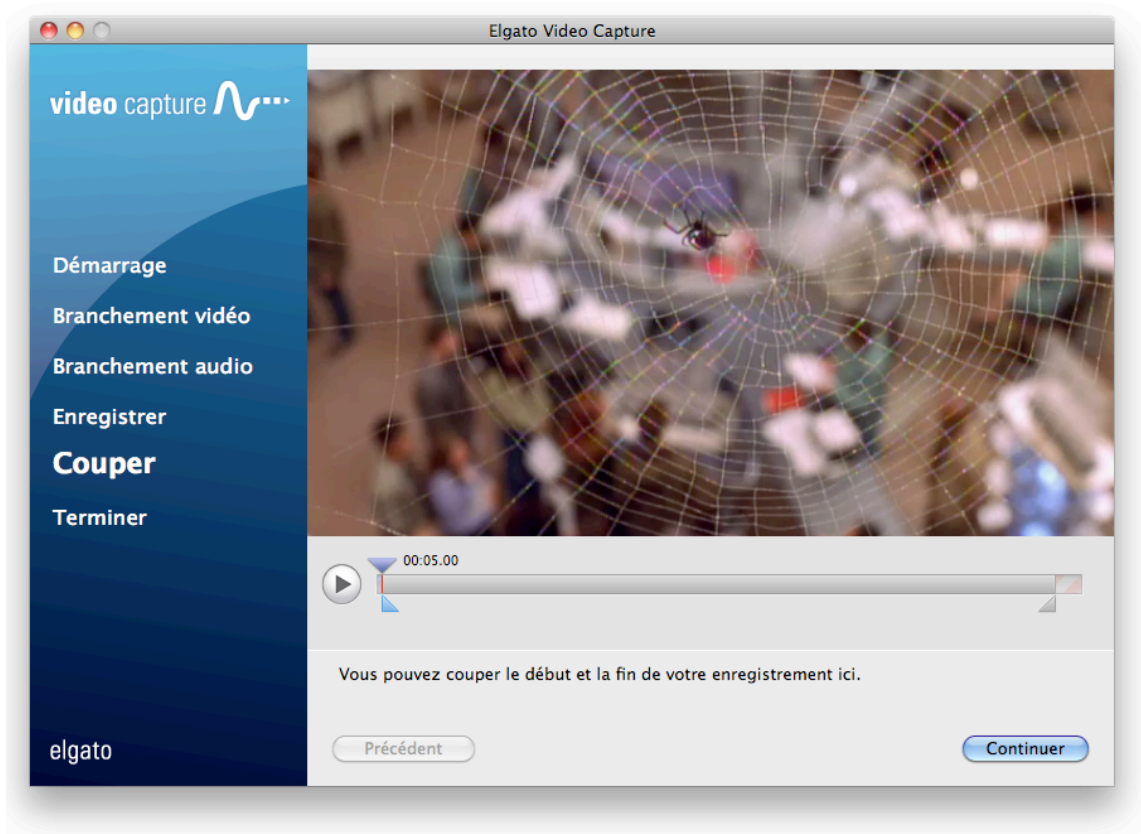 Elgato Video Capture
video capture
Démarrage
Branchement vidéo
Branchement audio
Enregistrer
Couper
Terminer
elgato
00:05.00
Vous pouvez couper le début et la fin de votre enregistrement ici.
Précédent
Continuer